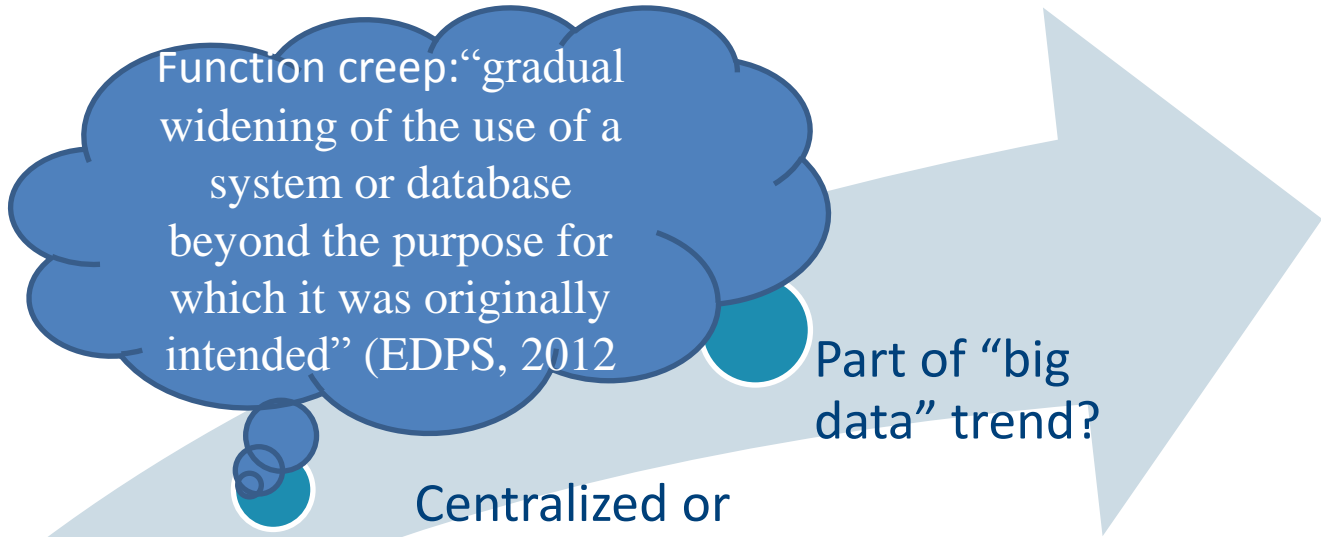 Function creep:“gradual
widening of the use of a
system or database
beyond the purpose for
which it was originally
intended” (EDPS, 2012
Part of “big
data” trend?
Centralized or